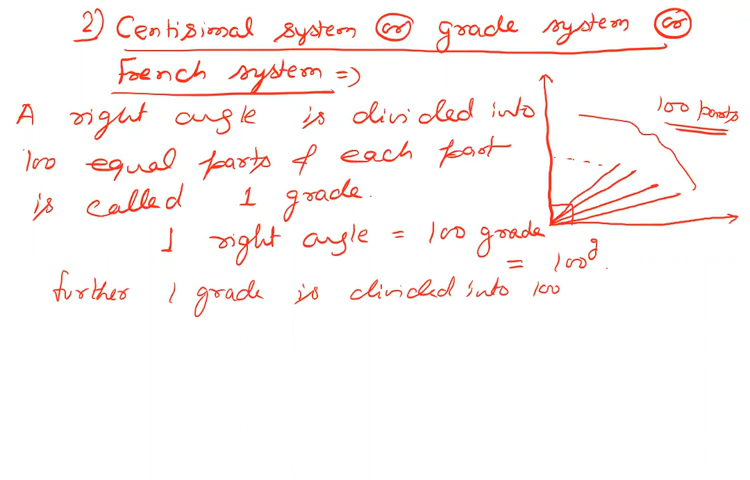 2) Centisimal system or grade system or
French system =>
A right angle is divided into
100 equal parts & each part
is called 1 grade.
1 right angle = 100 grade
= 100g.
further 1 grade is divided into 100
100 parts